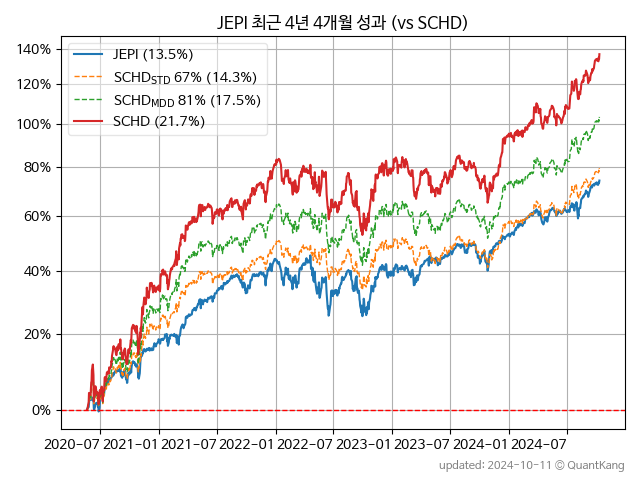 JEPI 최근 4년 4개월 성과 (vs SCHD)
140%
120%
100%
80%
60%
40%
20%
0%
JEPI (13.5%)
SCHD_STD 67% (14.3%)
SCHD_MDD 81% (17.5%)
SCHD (21.7%)
2020-07 2021-01 2021-07 2022-01 2022-07 2023-01 2023-07 2024-01 2024-07
updated: 2024-10-11 © QuantKang